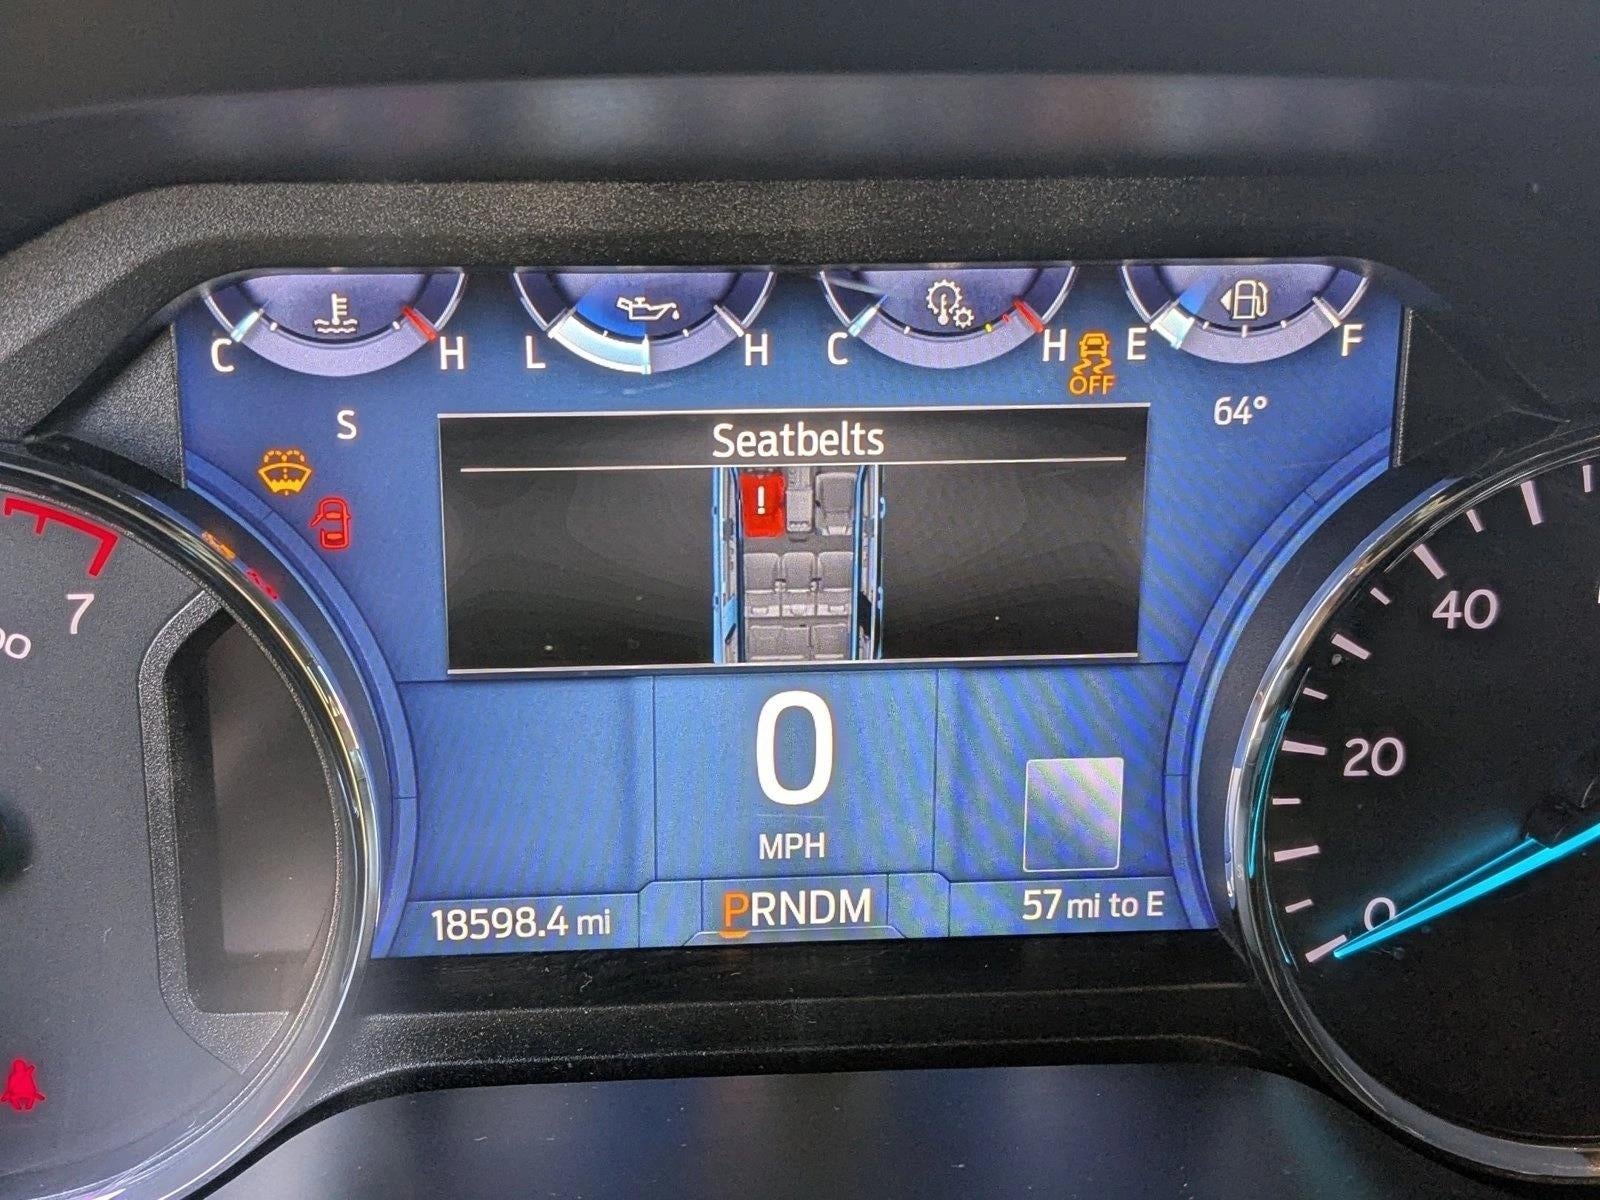 C H
L H
C H
E F
OFF
S
64°
Seatbelts
!
7
40
20
0
0
MPH
18598.4 mi
PRNDM
57 mi to E